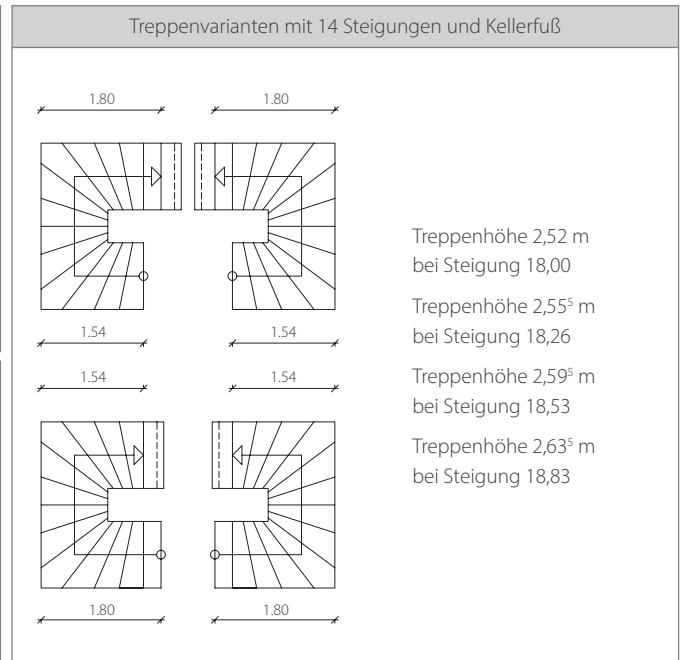 Treppenvarianten mit 14 Steigungen und Kellerfuß
1.80 1.80
1.54 1.54
1.54 1.54
1.80 1.80
Treppenhöhe 2,52 m
bei Steigung 18,00
Treppenhöhe 2,55⁵ m
bei Steigung 18,26
Treppenhöhe 2,59⁵ m
bei Steigung 18,53
Treppenhöhe 2,63⁵ m
bei Steigung 18,83